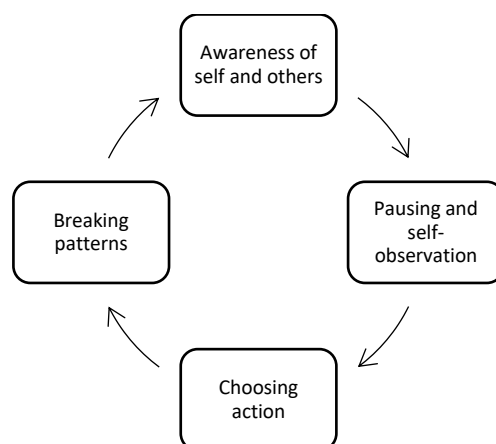 Awareness of
self and others
Pausing and
self-
observation
Choosing
action
Breaking
patterns